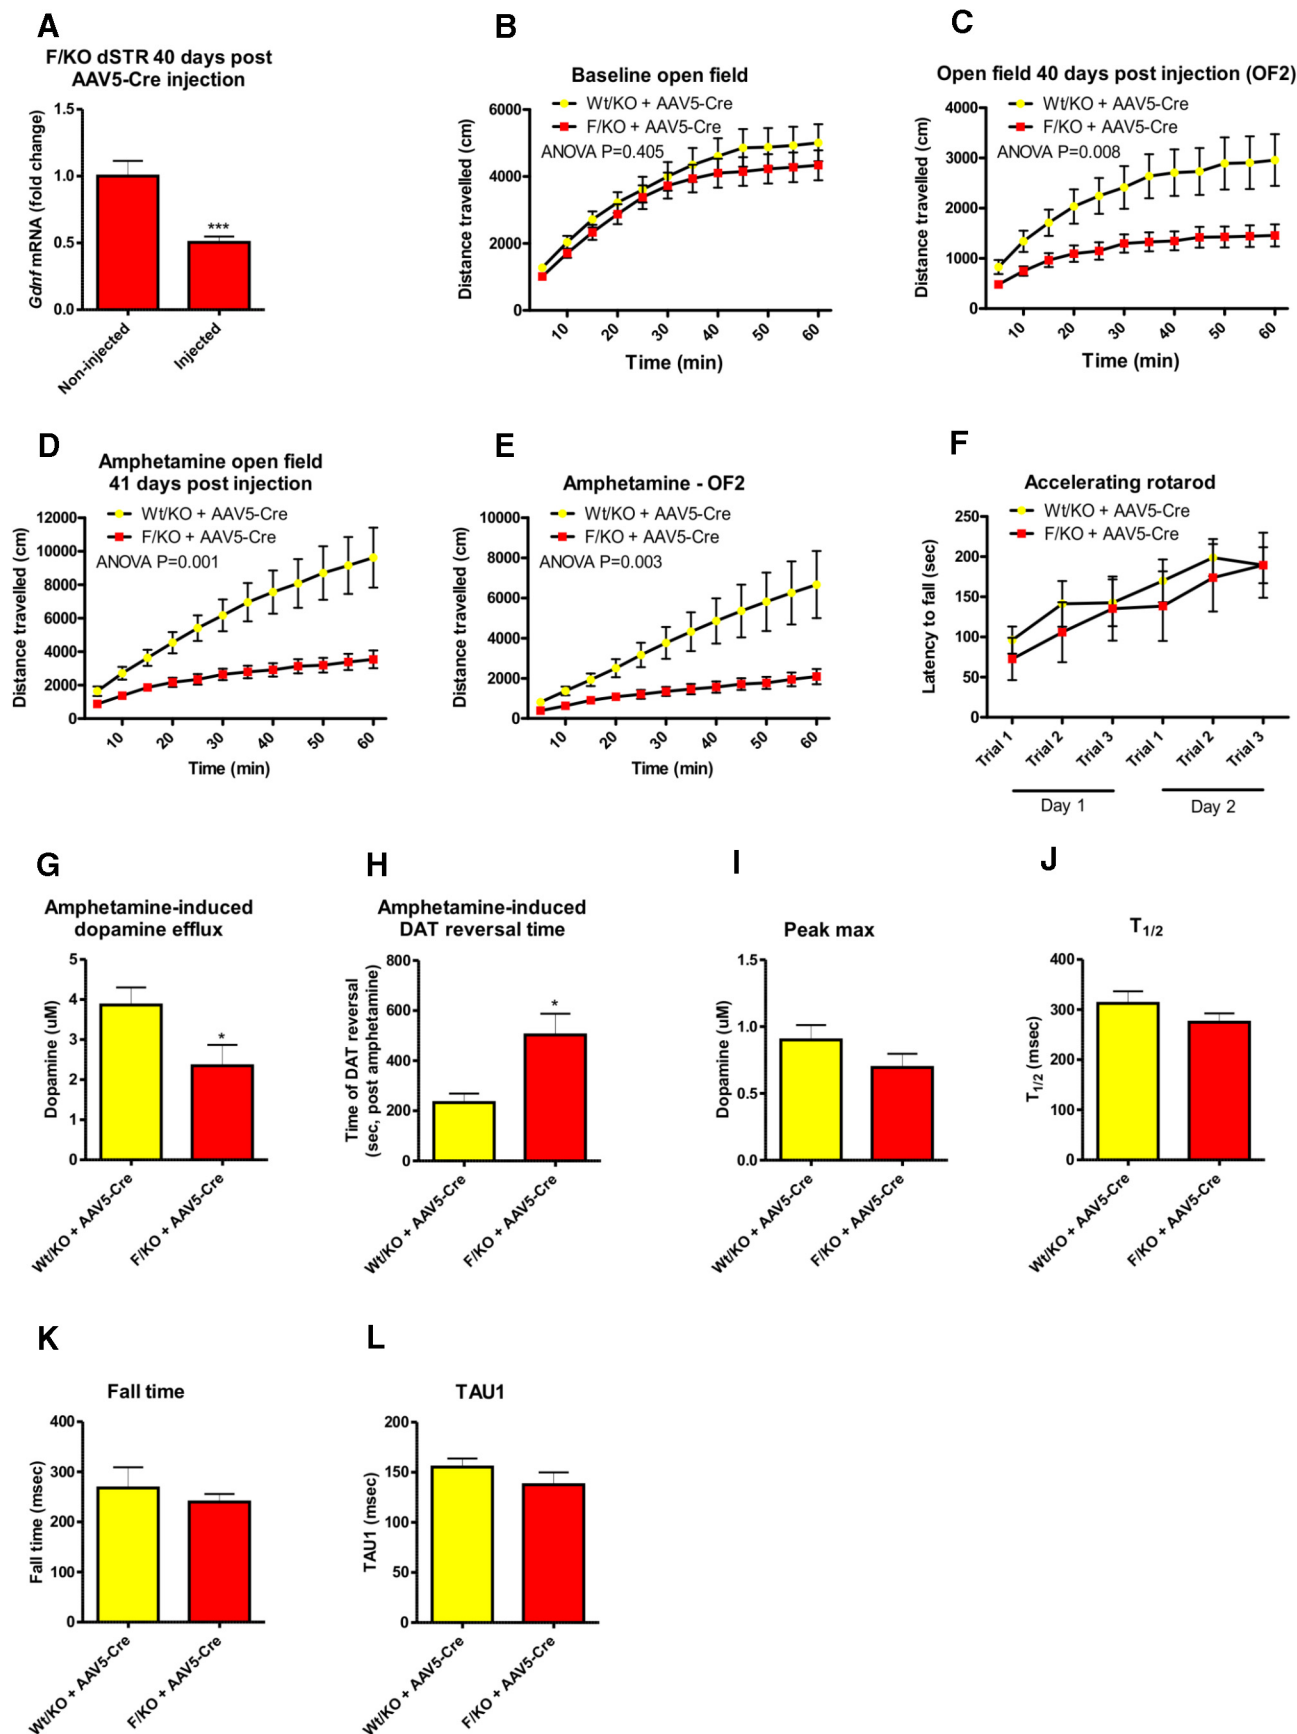 A
F/KO dSTR 40 days post
AAV5-Cre injection
Gdnf mRNA (fold change)
1.5
1.0
0.5
0.0
***
Non-injected
Injected
B
Baseline open field
Wt/KO + AAV5-Cre
F/KO + AAV5-Cre
ANOVA P=0.405
Distance travelled (cm)
6000
4000
2000
0
10
20
30
40
50
60
Time (min)
C
Open field 40 days post injection (OF2)
Wt/KO + AAV5-Cre
F/KO + AAV5-Cre
ANOVA P=0.008
Distance travelled (cm)
4000
3000
2000
1000
0
10
20
30
40
50
60
Time (min)
D
Amphetamine open field
41 days post injection
Wt/KO + AAV5-Cre
F/KO + AAV5-Cre
ANOVA P=0.001
Distance travelled (cm)
12000
10000
8000
6000
4000
2000
0
10
20
30
40
50
60
Time (min)
E
Amphetamine - OF2
Wt/KO + AAV5-Cre
F/KO + AAV5-Cre
ANOVA P=0.003
Distance travelled (cm)
10000
8000
6000
4000
2000
0
10
20
30
40
50
60
Time (min)
F
Accelerating rotarod
Wt/KO + AAV5-Cre
F/KO + AAV5-Cre
Latency to fall (sec)
250
200
150
100
50
0
Trial 1
Trial 2
Trial 3
Trial 1
Trial 2
Trial 3
Day 1
Day 2
G
Amphetamine-induced
dopamine efflux
Dopamine (uM)
5
4
3
2
1
0
*
Wt/KO + AAV5-Cre
F/KO + AAV5-Cre
H
Amphetamine-induced
DAT reversal time
Time of DAT reversal
(sec, post amphetamine)
800
600
400
200
0
*
Wt/KO + AAV5-Cre
F/KO + AAV5-Cre
I
Peak max
Dopamine (uM)
1.5
1.0
0.5
0.0
Wt/KO + AAV5-Cre
F/KO + AAV5-Cre
J
T1/2
T1/2 (msec)
400
300
200
100
0
Wt/KO + AAV5-Cre
F/KO + AAV5-Cre
K
Fall time
Fall time (msec)
400
300
200
100
0
Wt/KO + AAV5-Cre
F/KO + AAV5-Cre
L
TAU1
TAU1 (msec)
200
150
100
50
0
Wt/KO + AAV5-Cre
F/KO + AAV5-Cre